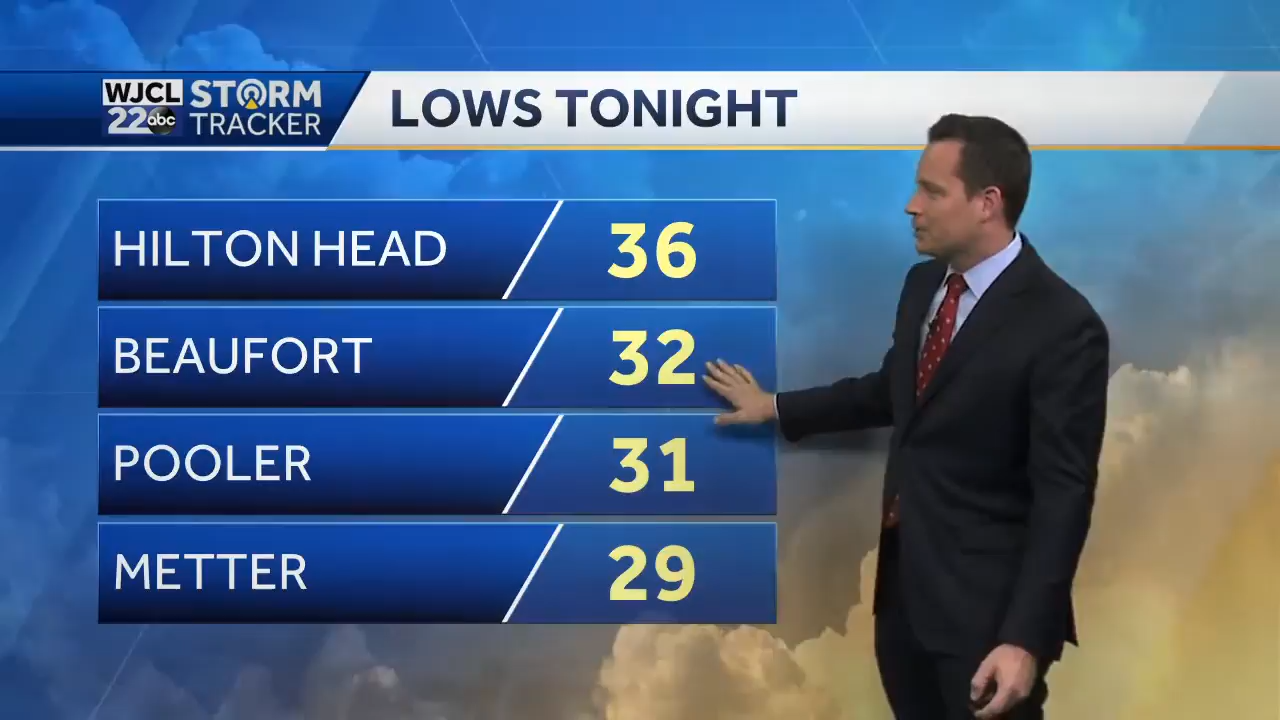 WJCL
22 abc
STORM
TRACKER
LOWS TONIGHT
HILTON HEAD 36
BEAUFORT 32
POOLER 31
METTER 29